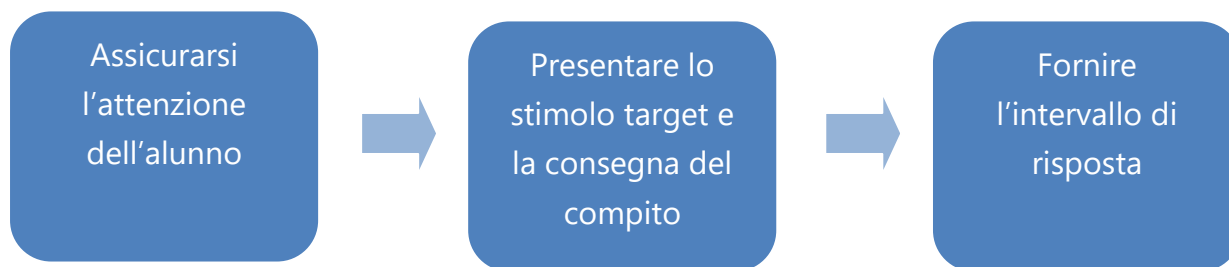 Assicurarsi
l’attenzione
dell’alunno
Presentare lo
stimolo target e
la consegna del
compito
Fornire
l’intervallo di
risposta